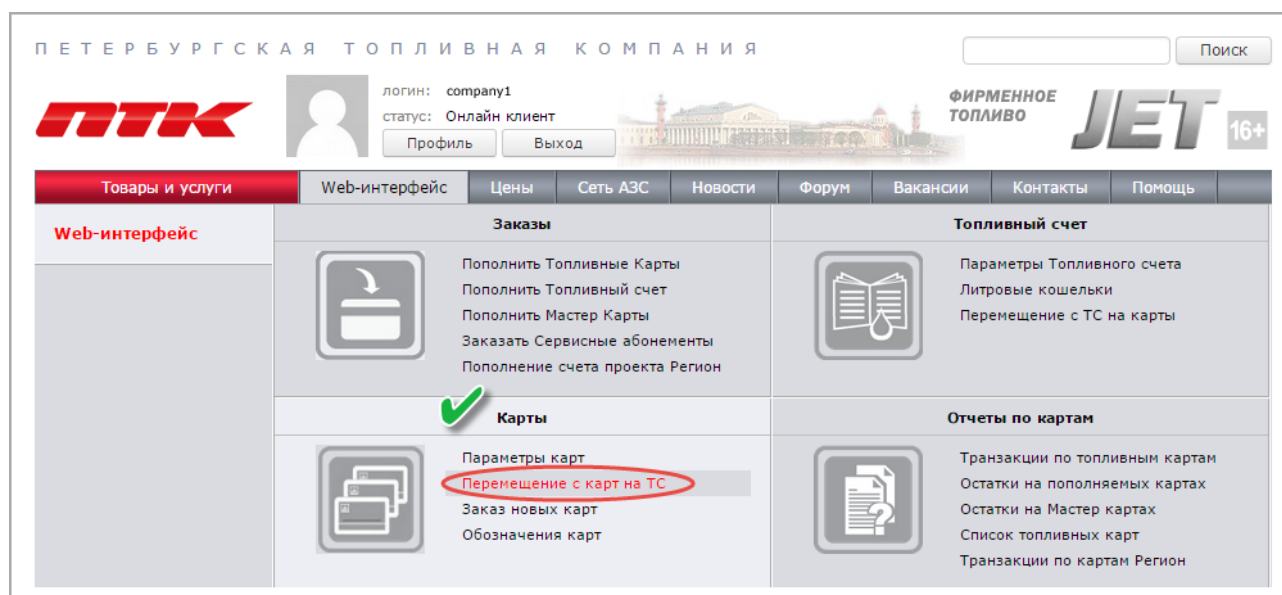 ПЕТЕРБУРГСКАЯ ТОПЛИВНАЯ КОМПАНИЯ
Поиск
ПТК
логин: company1
статус: Онлайн клиент
Профиль Выход
ФИРМЕННОЕ
ТОПЛИВО
JET
16+
Товары и услуги Web-интерфейс Цены Сеть АЗС Новости Форум Вакансии Контакты Помощь
Web-интерфейс
Заказы
Пополнить Топливные Карты
Пополнить Топливный счет
Пополнить Мастер Карты
Заказать Сервисные абонементы
Пополнение счета проекта Регион
Топливный счет
Параметры Топливного счета
Литровые кошельки
Перемещение с ТС на карты
Карты
Параметры карт
Перемещение с карт на ТС
Заказ новых карт
Обозначения карт
Отчеты по картам
Транзакции по топливным картам
Остатки на пополняемых картах
Остатки на Мастер картах
Список топливных карт
Транзакции по картам Регион